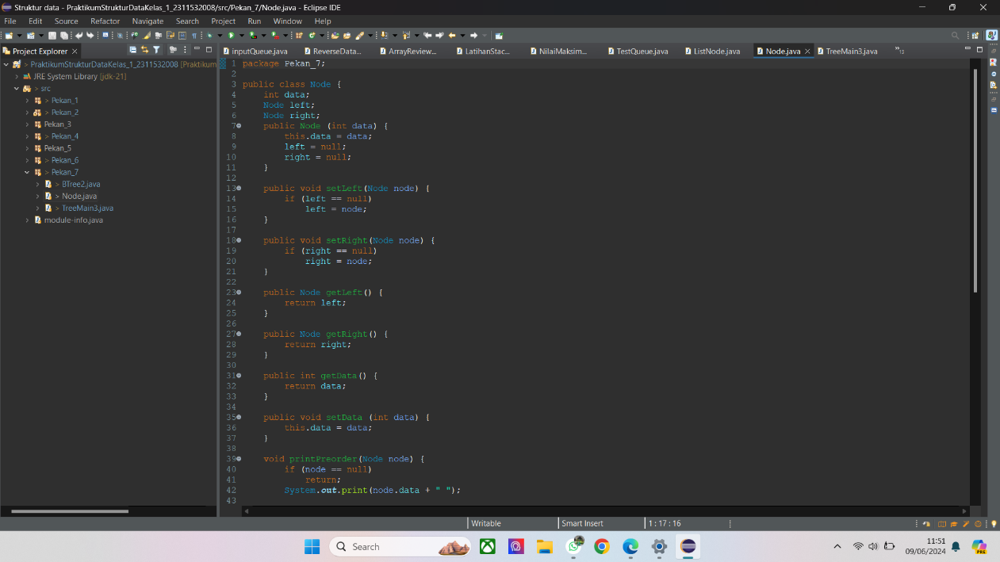 Struktur data - PraktikumStrukturDataKelas_1_2311532008/src/Pekan_7/Node.java - Eclipse IDE
File Edit Source Refactor Navigate Search Project Run Window Help
Project Explorer
inputQueue.java ReverseData... ArrayReview... LatihanStac... NilaiMaksim... TestQueue.java ListNode.java Node.java TreeMain3.java »13
> PraktikumStrukturDataKelas_1_2311532008 [Praktikum
JRE System Library [jdk-21]
> src
> Pekan_1
> Pekan_2
Pekan_3
> Pekan_4
Pekan_5
> Pekan_6
> Pekan_7
> BTree2.java
> Node.java
> TreeMain3.java
module-info.java
1 package Pekan_7;
2
3 public class Node {
4 int data;
5 Node left;
6 Node right;
7 public Node (int data) {
8 this.data = data;
9 left = null;
10 right = null;
11 }
12
13 public void setLeft(Node node) {
14 if (left == null)
15 left = node;
16 }
17
18 public void setRight(Node node) {
19 if (right == null)
20 right = node;
21 }
22
23 public Node getLeft() {
24 return left;
25 }
26
27 public Node getRight() {
28 return right;
29 }
30
31 public int getData() {
32 return data;
33 }
34
35 public void setData (int data) {
36 this.data = data;
37 }
38
39 void printPreorder(Node node) {
40 if (node == null)
41 return;
42 System.out.print(node.data + " ");
43
Writable Smart Insert 1 : 17 : 16
Search
11:51
09/06/2024
PRE